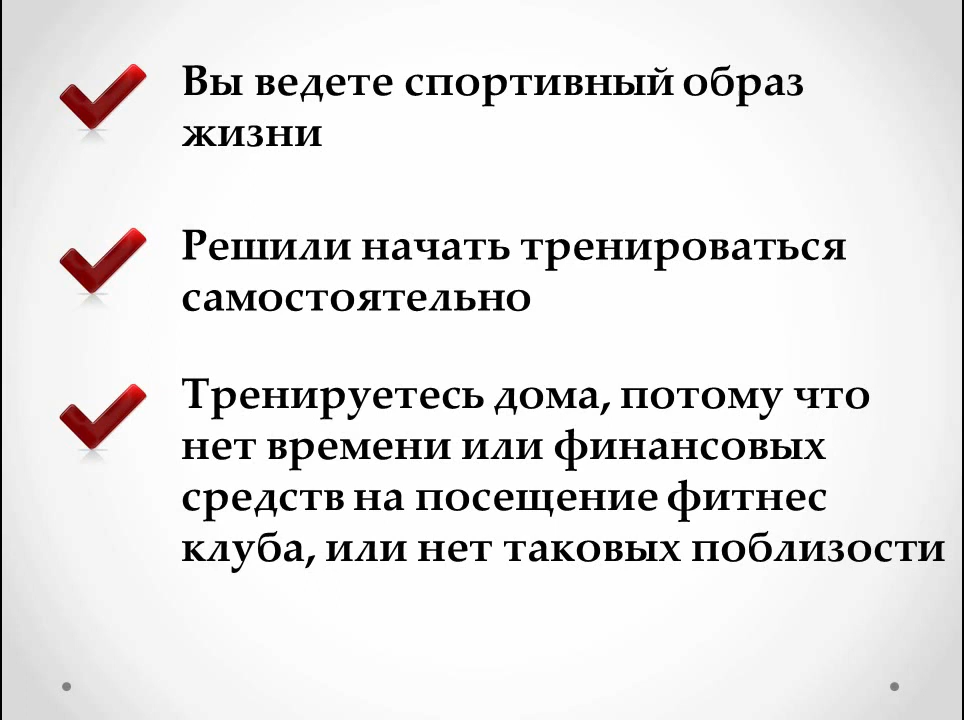 Вы ведете спортивный образ
жизни
Решили начать тренироваться
самостоятельно
Тренируетесь дома, потому что
нет времени или финансовых
средств на посещение фитнес
клуба, или нет таковых поблизости